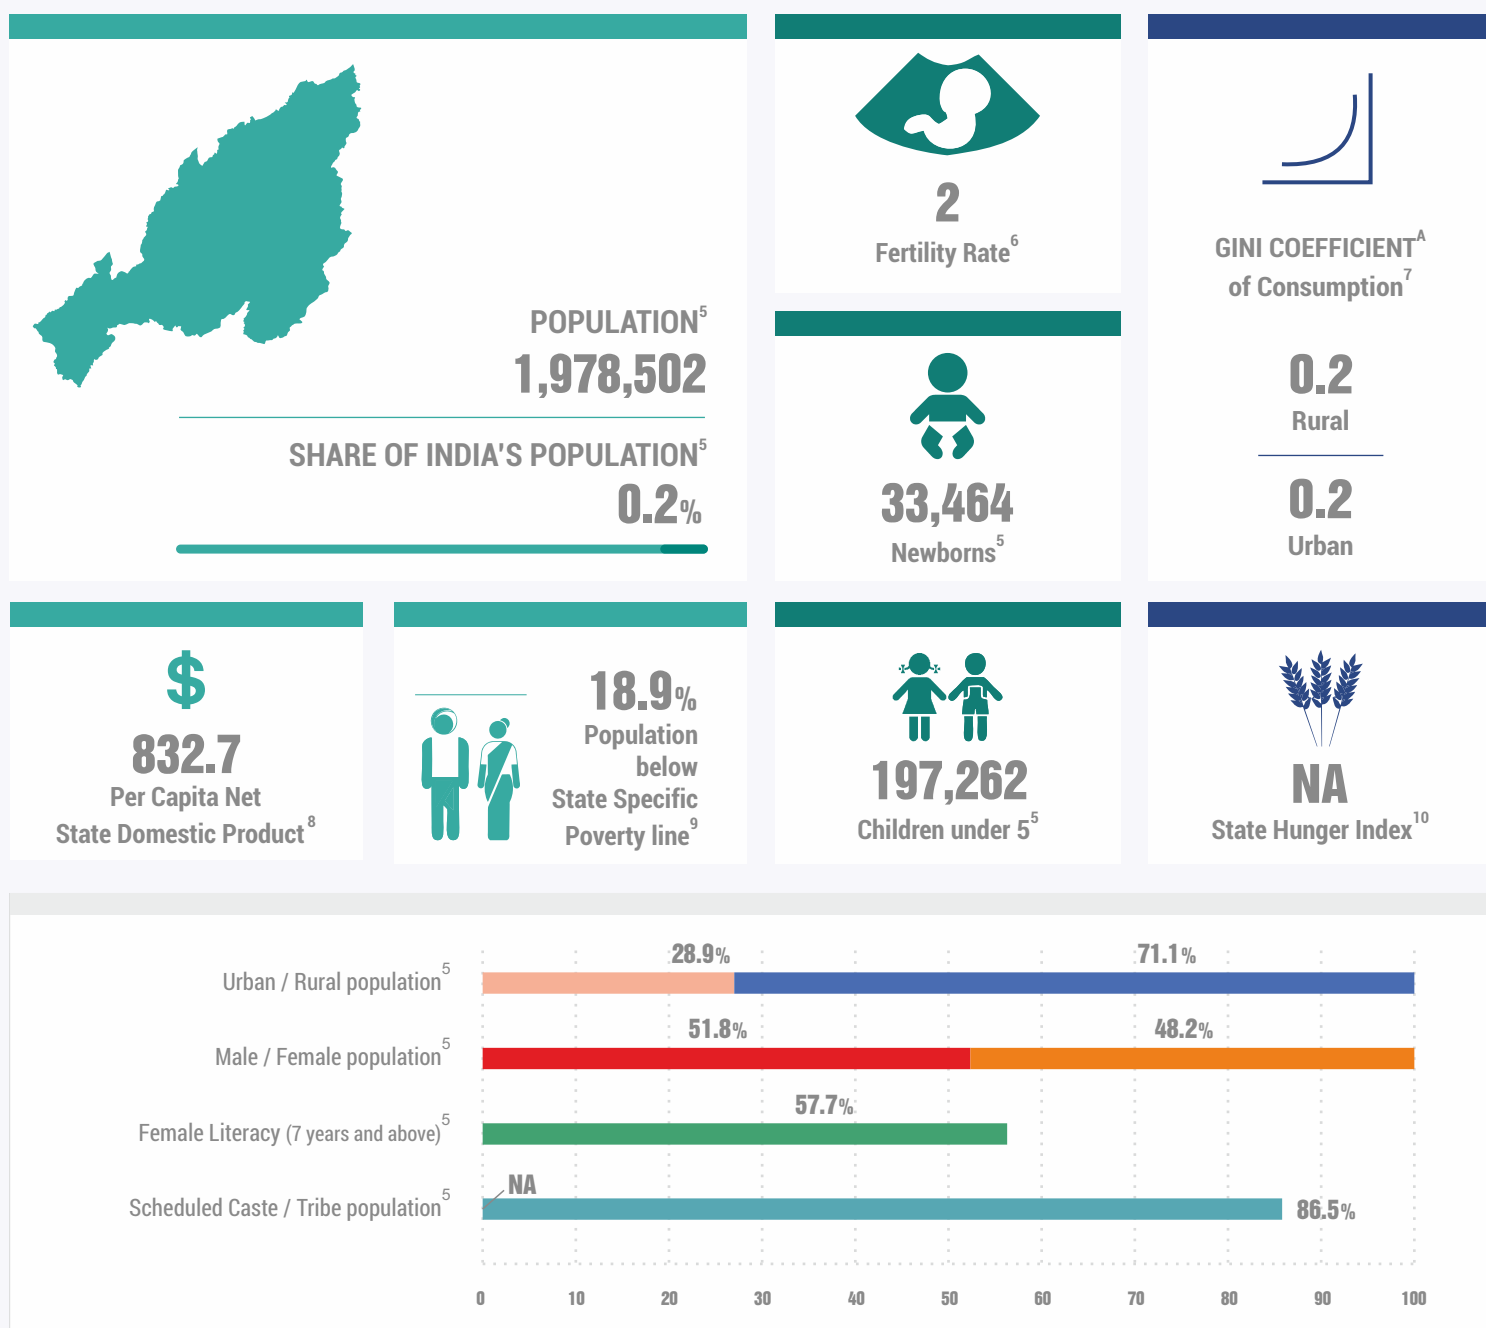 POPULATION5
1,978,502
SHARE OF INDIA'S POPULATION5
0.2%
2
Fertility Rate6
33,464
Newborns5
GINI COEFFICIENTA
of Consumption7
0.2
Rural
0.2
Urban
$
832.7
Per Capita Net
State Domestic Product8
18.9%
Population
below
State Specific
Poverty line9
197,262
Children under 55
NA
State Hunger Index10
28.9% 71.1%
Urban / Rural population5
51.8% 48.2%
Male / Female population5
57.7%
Female Literacy (7 years and above)5
NA
Scheduled Caste / Tribe population5 86.5%
0 10 20 30 40 50 60 70 80 90 100